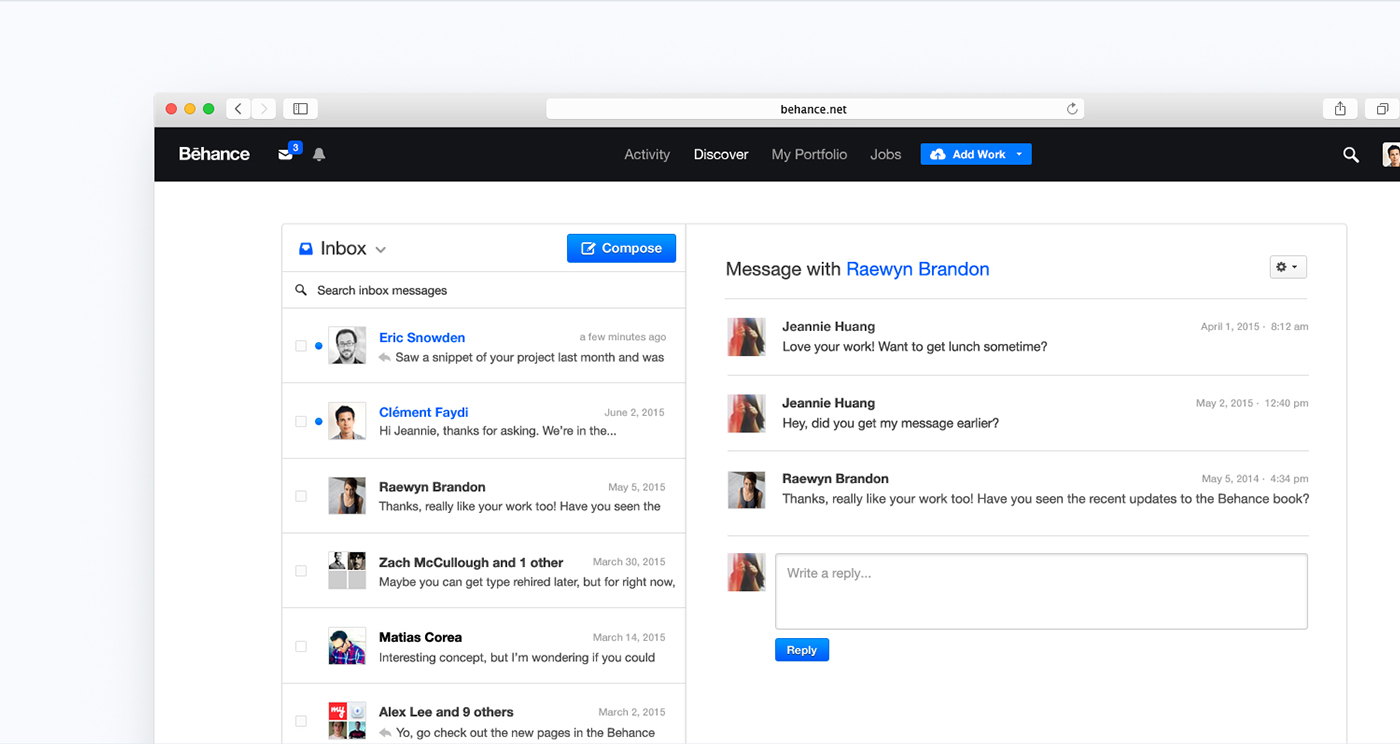 behance.net
Bēhance
3
Activity
Discover
My Portfolio
Jobs
Add Work
Inbox
Compose
Search inbox messages
Eric Snowden
a few minutes ago
Saw a snippet of your project last month and was
Clément Faydi
June 2, 2015
Hi Jeannie, thanks for asking. We're in the...
Raewyn Brandon
May 5, 2015
Thanks, really like your work too! Have you seen the
Zach McCullough and 1 other
March 30, 2015
Maybe you can get type rehired later, but for right now,
Matias Corea
March 14, 2015
Interesting concept, but I'm wondering if you could
my
Alex Lee and 9 others
March 2, 2015
Yo, go check out the new pages in the Behance
Message with Raewyn Brandon
Jeannie Huang
April 1, 2015 · 8:12 am
Love your work! Want to get lunch sometime?
Jeannie Huang
May 2, 2015 · 12:40 pm
Hey, did you get my message earlier?
Raewyn Brandon
May 5, 2014 · 4:34 pm
Thanks, really like your work too! Have you seen the recent updates to the Behance book?
Write a reply...
Reply